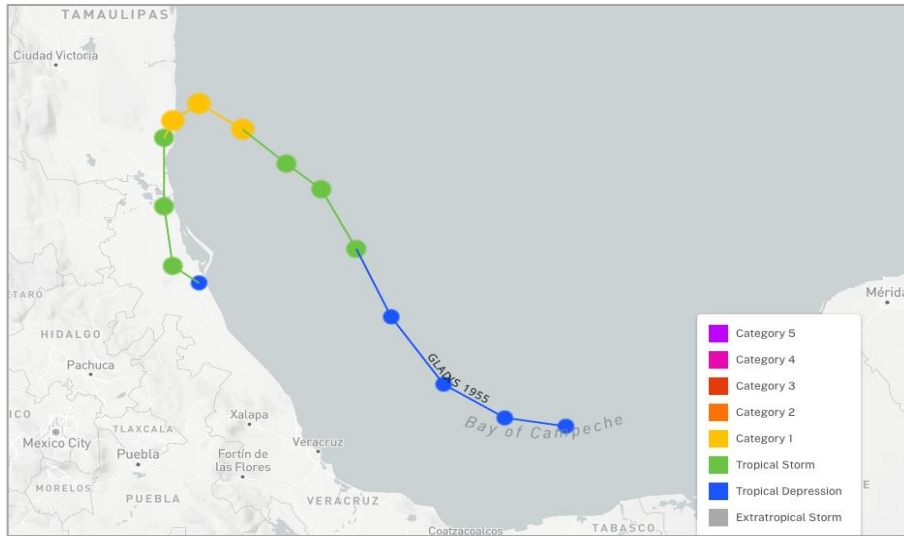 TAMAULIPAS
Ciudad Victoria
Mérida
HIDALGO
Pachuca
TLAXCALA
Mexico City
Puebla
Xalapa
Fortín de
las Flores
Veracruz
MORELOS
PUEBLA
VERACRUZ
Coatzacoalcos
TABASCO
GLADYS 1955
Bay of Campeche
Category 5
Category 4
Category 3
Category 2
Category 1
Tropical Storm
Tropical Depression
Extratropical Storm